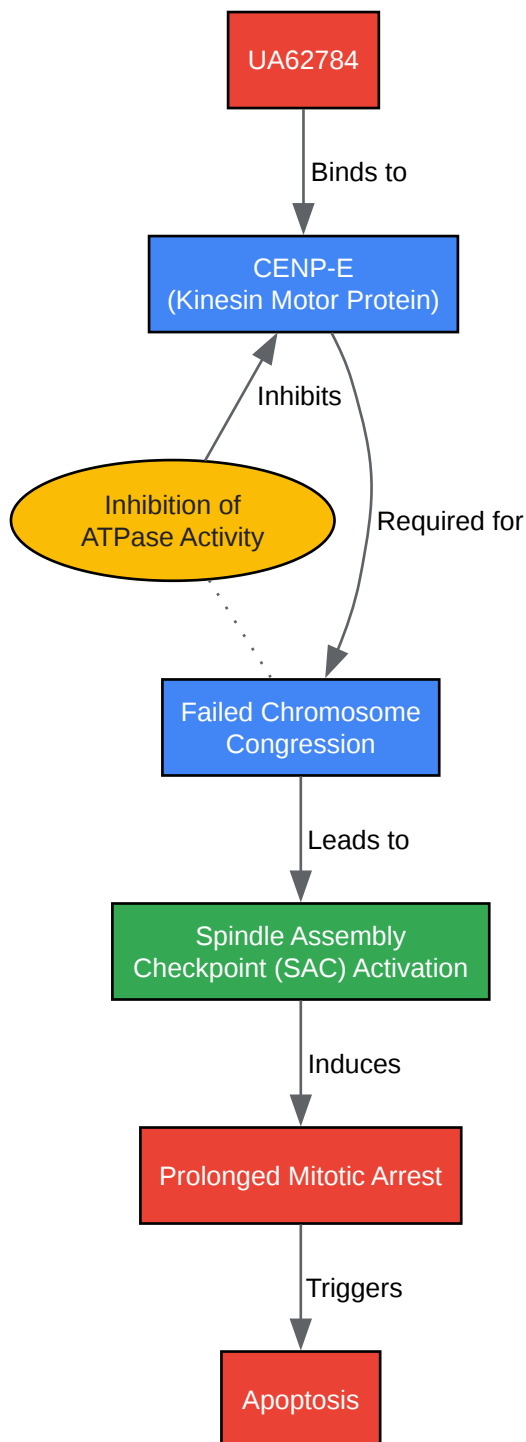 UA62784
Binds to
CENP-E
(Kinesin Motor Protein)
Inhibits
Inhibition of
ATPase Activity
Required for
Failed Chromosome
Congression
Leads to
Spindle Assembly
Checkpoint (SAC) Activation
Induces
Prolonged Mitotic Arrest
Triggers
Apoptosis